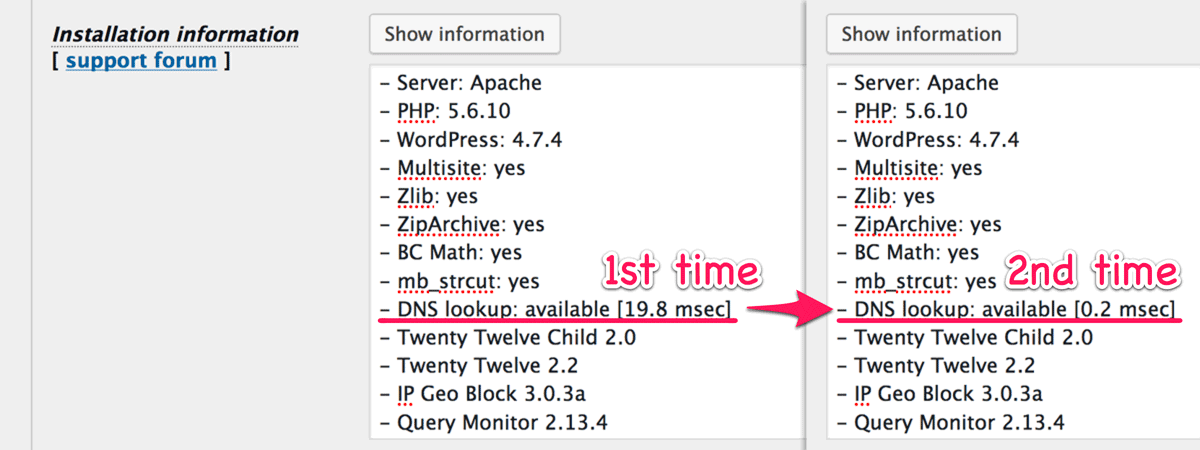 Installation information
[ support forum ]
Show information
– Server: Apache
– PHP: 5.6.10
– WordPress: 4.7.4
– Multisite: yes
– Zlib: yes
– ZipArchive: yes
– BC Math: yes
– mb_strcut: yes
1st time
– DNS lookup: available [19.8 msec]
– Twenty Twelve Child 2.0
– Twenty Twelve 2.2
– IP Geo Block 3.0.3a
– Query Monitor 2.13.4
Show information
– Server: Apache
– PHP: 5.6.10
– WordPress: 4.7.4
– Multisite: yes
– Zlib: yes
– ZipArchive: yes
– BC Math: yes
– mb_strcut: yes
2nd time
– DNS lookup: available [0.2 msec]
– Twenty Twelve Child 2.0
– Twenty Twelve 2.2
– IP Geo Block 3.0.3a
– Query Monitor 2.13.4